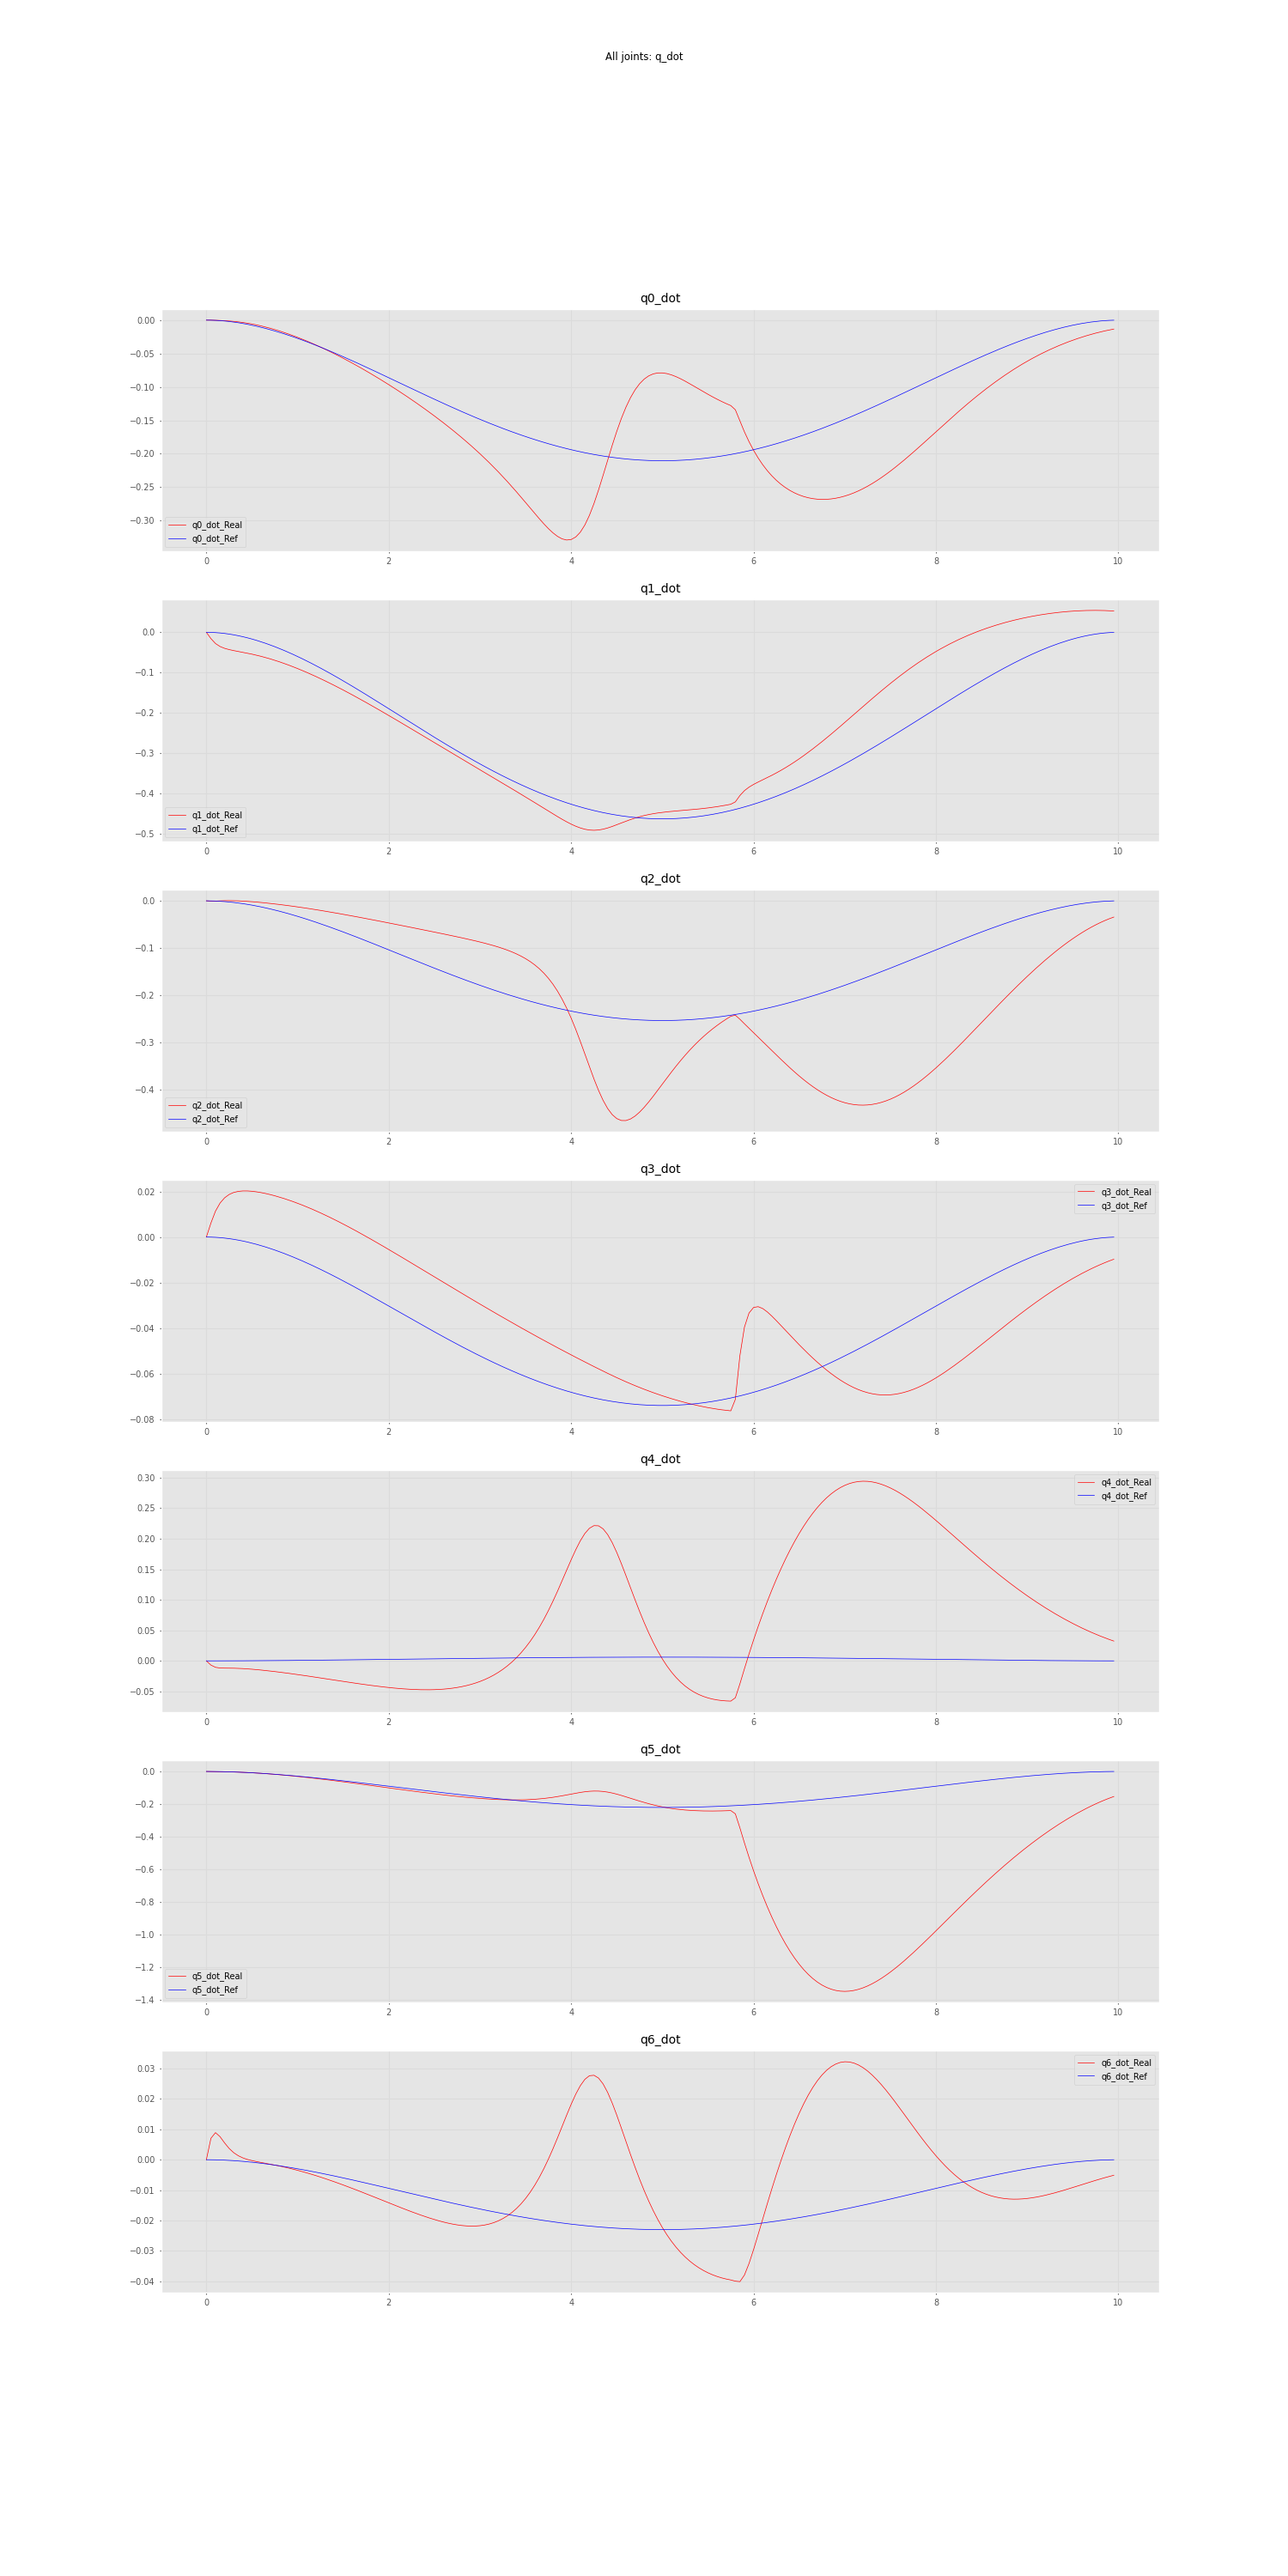 All joints: q_dot
q0_dot
0.00
−0.05
−0.10
−0.15
−0.20
−0.25
−0.30
q0_dot_Real
q0_dot_Ref
0 2 4 6 8 10
q1_dot
0.0
−0.1
−0.2
−0.3
−0.4
−0.5
q1_dot_Real
q1_dot_Ref
0 2 4 6 8 10
q2_dot
0.0
−0.1
−0.2
−0.3
−0.4
q2_dot_Real
q2_dot_Ref
0 2 4 6 8 10
q3_dot
0.02
0.00
−0.02
−0.04
−0.06
−0.08
q3_dot_Real
q3_dot_Ref
0 2 4 6 8 10
q4_dot
0.30
0.25
0.20
0.15
0.10
0.05
0.00
−0.05
q4_dot_Real
q4_dot_Ref
0 2 4 6 8 10
q5_dot
0.0
−0.2
−0.4
−0.6
−0.8
−1.0
−1.2
−1.4
q5_dot_Real
q5_dot_Ref
0 2 4 6 8 10
q6_dot
0.03
0.02
0.01
0.00
−0.01
−0.02
−0.03
−0.04
q6_dot_Real
q6_dot_Ref
0 2 4 6 8 10